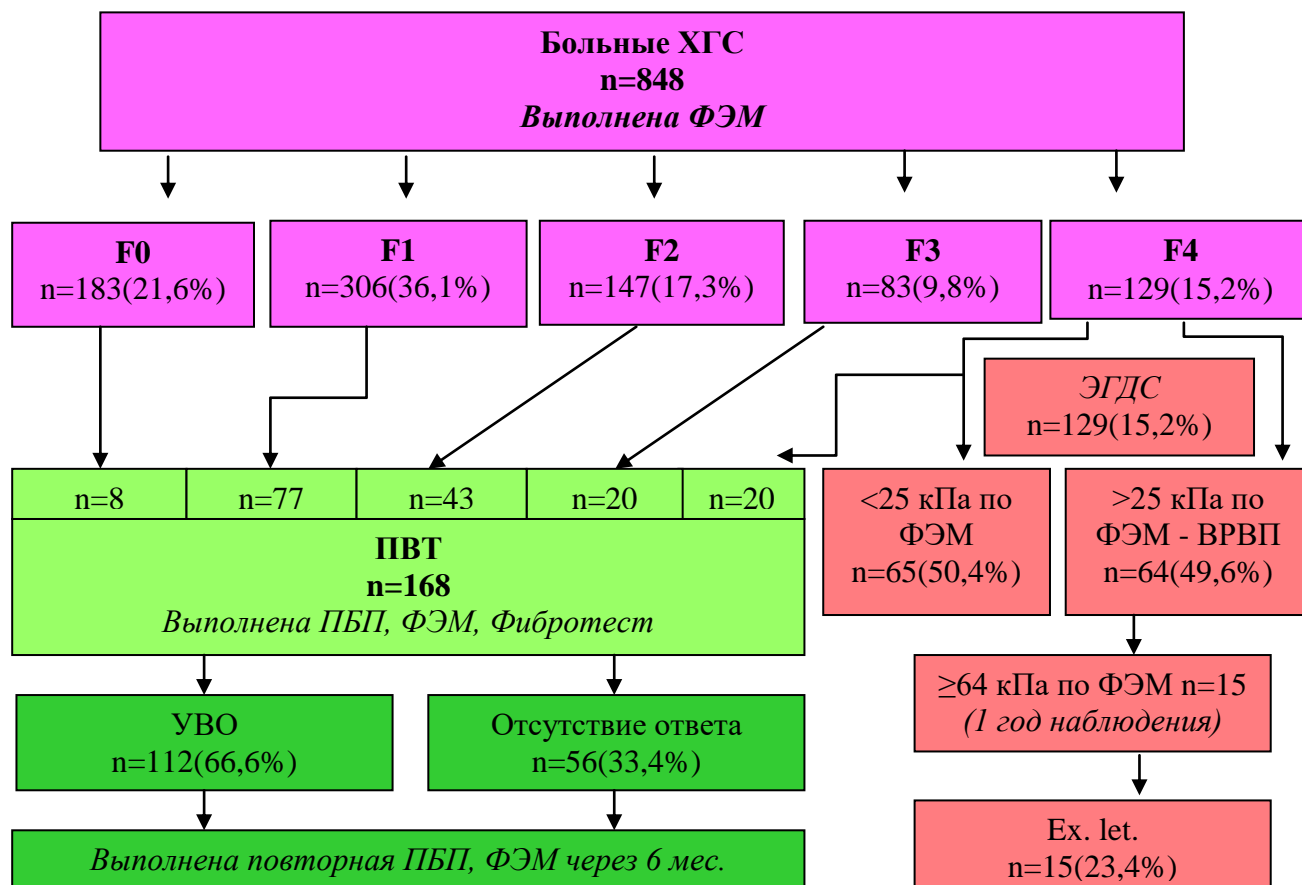 Больные ХГС
n=848
Выполнена ФЭМ
F0
n=183(21,6%)
F1
n=306(36,1%)
F2
n=147(17,3%)
F3
n=83(9,8%)
F4
n=129(15,2%)
ЭГДС
n=129(15,2%)
n=8
n=77
n=43
n=20
n=20
ПВТ
n=168
Выполнена ПБП, ФЭМ, Фибротест
<25 кПа по
ФЭМ
n=65(50,4%)
>25 кПа по
ФЭМ - ВРВП
n=64(49,6%)
УВО
n=112(66,6%)
Отсутствие ответа
n=56(33,4%)
≥64 кПа по ФЭМ n=15
(1 год наблюдения)
Выполнена повторная ПБП, ФЭМ через 6 мес.
Ex. let.
n=15(23,4%)